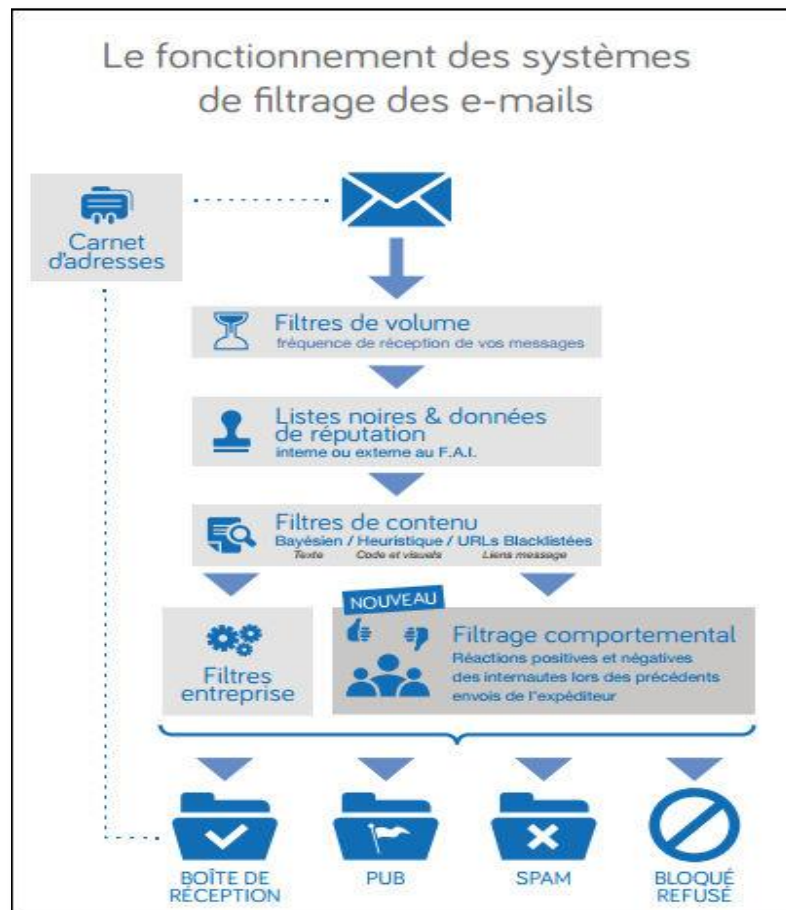 Le fonctionnement des systèmes
de filtrage des e-mails
Carnet
d'adresses
Filtres de volume
fréquence de réception de vos messages
Listes noires & données
de réputation
interne ou externe au F.A.I.
Filtres de contenu
Bayésien / Heuristique / URLs Blacklistées
Texte Code et visuels Liens message
Filtres
entreprise
NOUVEAU
Filtrage comportemental
Réactions positives et négatives
des internautes lors des précédents
envois de l'expéditeur
BOÎTE DE
RÉCEPTION
PUB
SPAM
BLOQUÉ
REFUSÉ